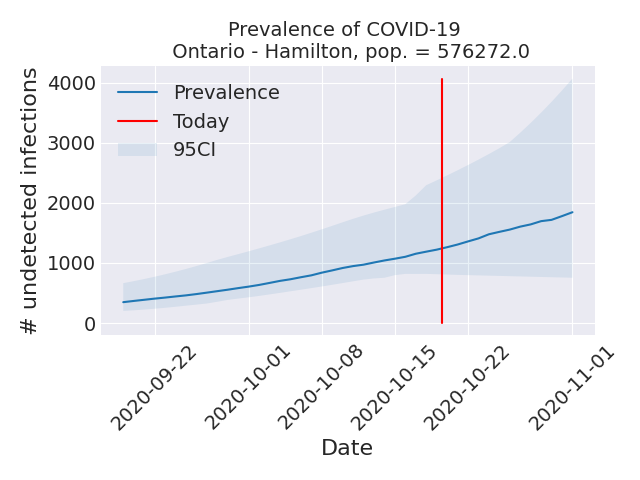 Prevalence of COVID-19
Ontario - Hamilton, pop. = 576272.0
# undetected infections
4000
3000
2000
1000
0
Prevalence
Today
95CI
2020-09-22
2020-10-01
2020-10-08
2020-10-15
2020-10-22
2020-11-01
Date